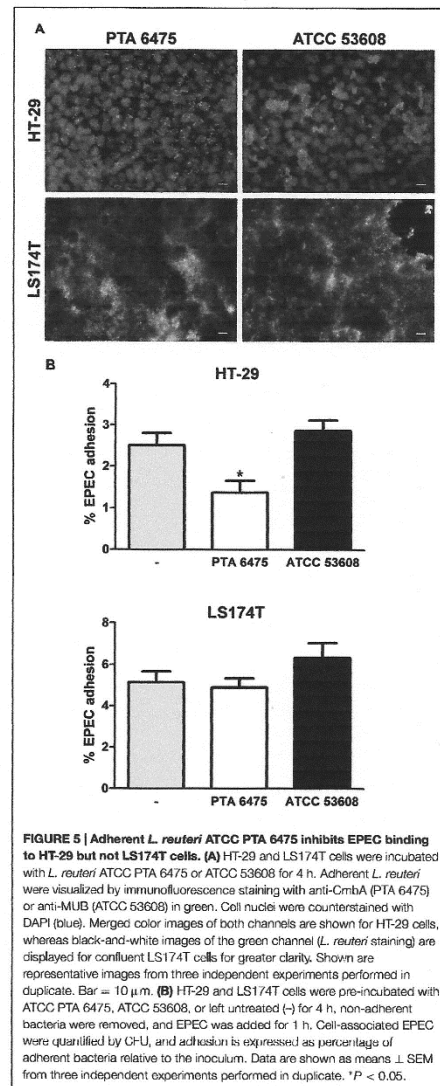 A
PTA 6475 ATCC 53608
HT-29
LS174T
B
HT-29
% EPEC adhesion
4
3
2
1
0
- PTA 6475 ATCC 53608
*
LS174T
% EPEC adhesion
8
6
4
2
0
- PTA 6475 ATCC 53608
FIGURE 5 | Adherent L. reuteri ATCC PTA 6475 inhibits EPEC binding
to HT-29 but not LS174T cells. (A) HT-29 and LS174T cells were incubated
with L. reuteri ATCC PTA 6475 or ATCC 53608 for 4 h. Adherent L. reuteri
were visualized by immunofluorescence staining with anti-CmbA (PTA 6475)
or anti-MUB (ATCC 53608) in green. Cell nuclei were counterstained with
DAPI (blue). Merged color images of both channels are shown for HT-29 cells,
whereas black-and-white images of the green channel (L. reuteri staining) are
displayed for confluent LS174T cells for greater clarity. Shown are
representative images from three independent experiments performed in
duplicate. Bar = 10 μm. (B) HT-29 and LS174T cells were pre-incubated with
ATCC PTA 6475, ATCC 53608, or left untreated (–) for 4 h, non-adherent
bacteria were removed, and EPEC was added for 1 h. Cell-associated EPEC
were quantified by CFU, and adhesion is expressed as percentage of
adherent bacteria relative to the inoculum. Data are shown as means ⊥ SEM
from three independent experiments performed in duplicate. *P < 0.05.